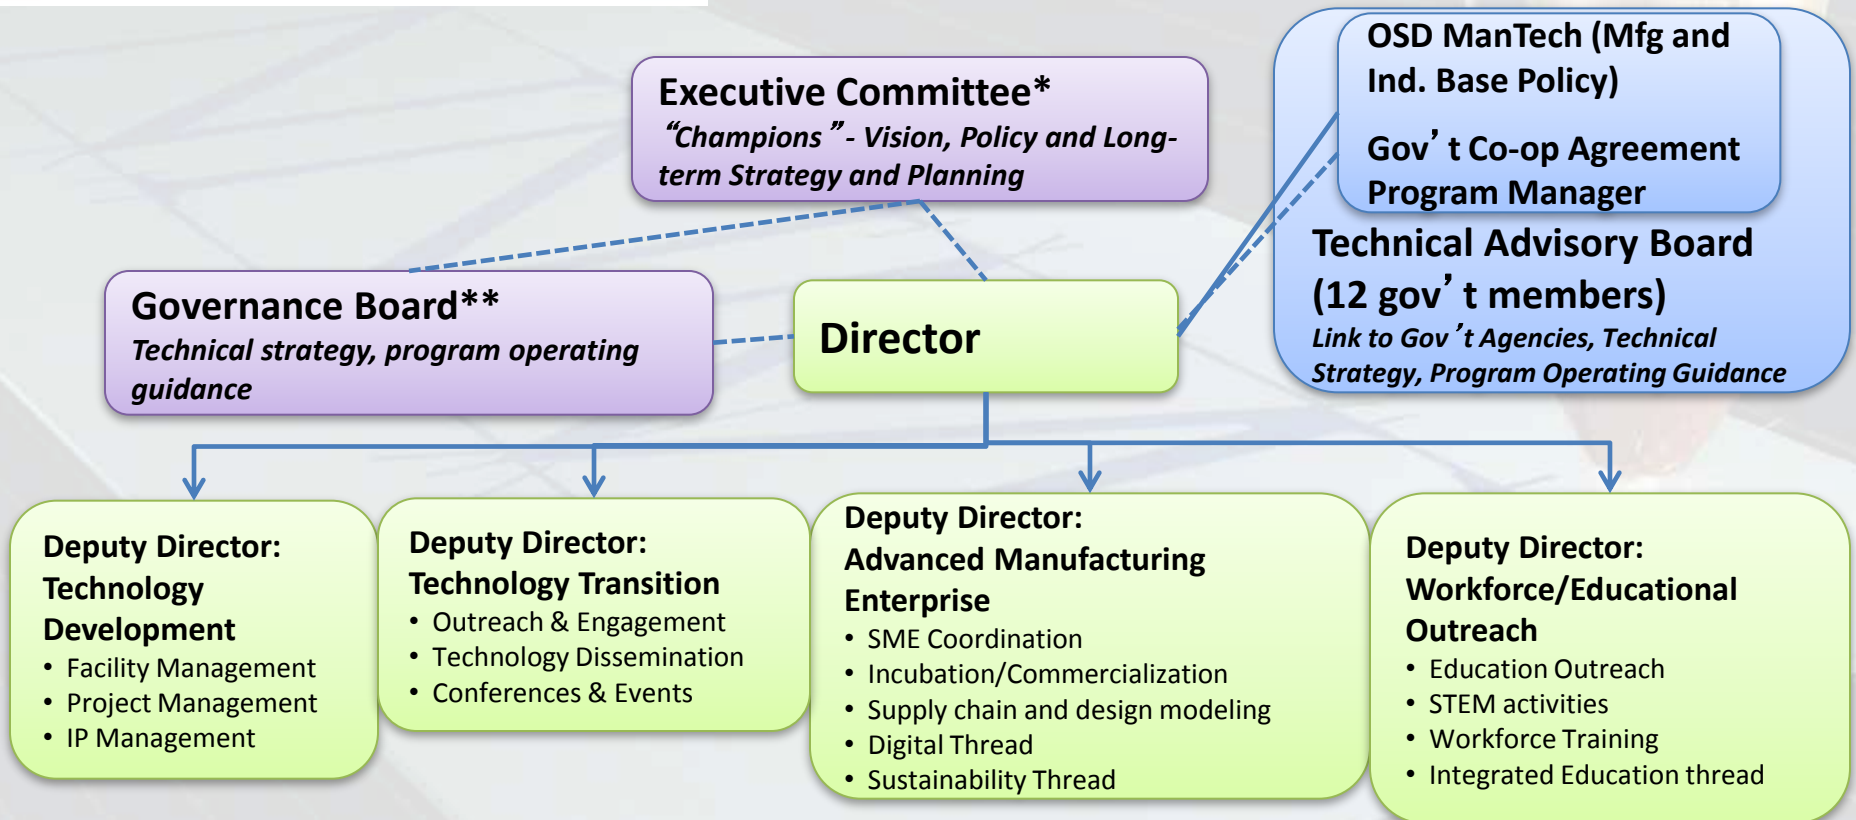 Executive Committee*
“Champions” - Vision, Policy and Long-
term Strategy and Planning
OSD ManTech (Mfg and
Ind. Base Policy)
Gov’t Co-op Agreement
Program Manager
Technical Advisory Board
(12 gov’t members)
Link to Gov’t Agencies, Technical
Strategy, Program Operating Guidance
Governance Board**
Technical strategy, program operating
guidance
Director
Deputy Director:
Technology
Development
• Facility Management
• Project Management
• IP Management
Deputy Director:
Technology Transition
• Outreach & Engagement
• Technology Dissemination
• Conferences & Events
Deputy Director:
Advanced Manufacturing
Enterprise
• SME Coordination
• Incubation/Commercialization
• Supply chain and design modeling
• Digital Thread
• Sustainability Thread
Deputy Director:
Workforce/Educational
Outreach
• Education Outreach
• STEM activities
• Workforce Training
• Integrated Education thread